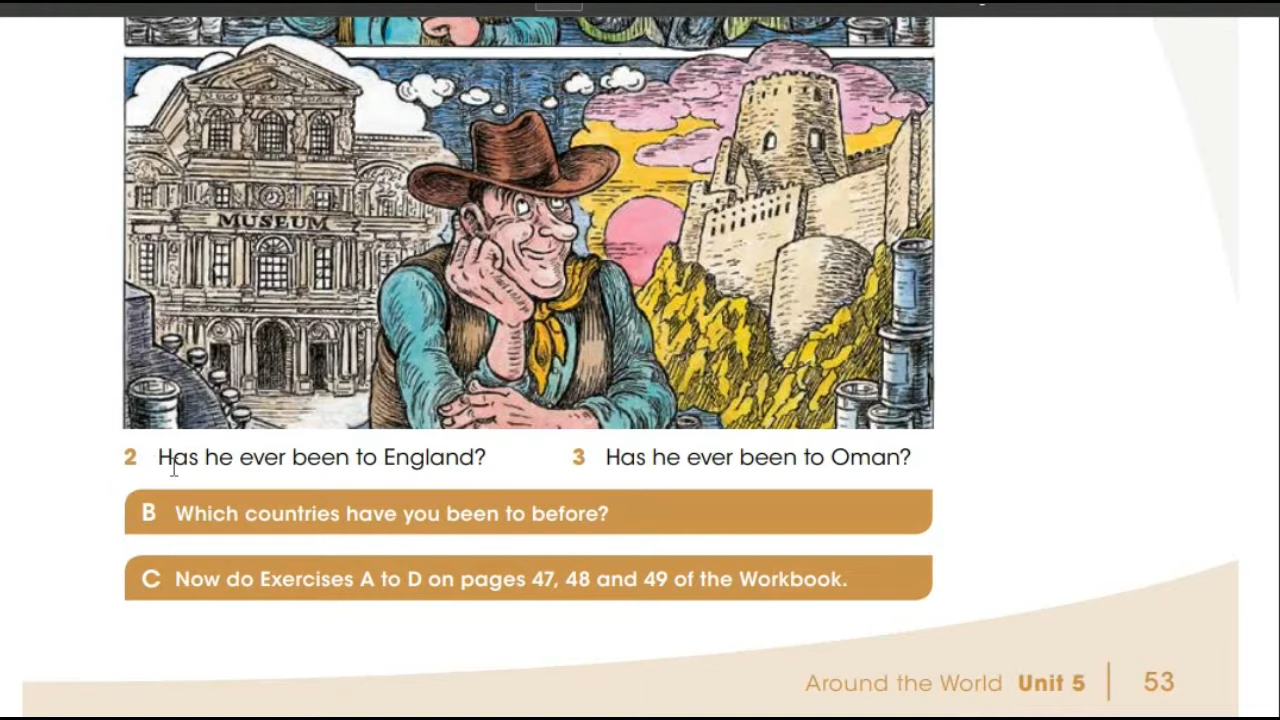 MUSEUM
2 Has he ever been to England? 3 Has he ever been to Oman?
B Which countries have you been to before?
C Now do Exercises A to D on pages 47, 48 and 49 of the Workbook.
Around the World Unit 5 53